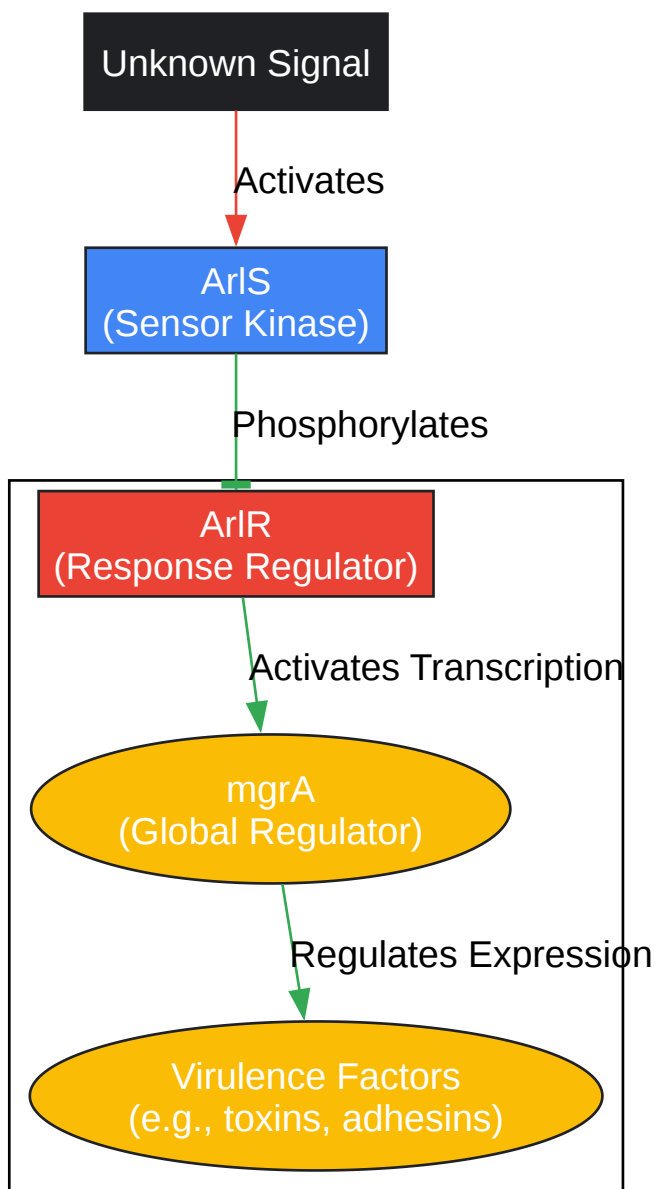 Unknown Signal
Activates
ArlS
(Sensor Kinase)
Phosphorylates
ArlR
(Response Regulator)
Activates Transcription
mgrA
(Global Regulator)
Regulates Expression
Virulence Factors
(e.g., toxins, adhesins)